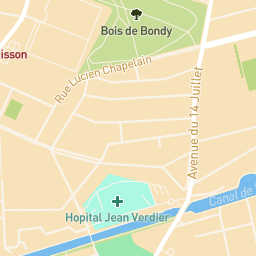 Bois de Bondy
isson
Rue Lucien Chapelain
Avenue du 14 Juillet
Canal de
Hopital Jean Verdier